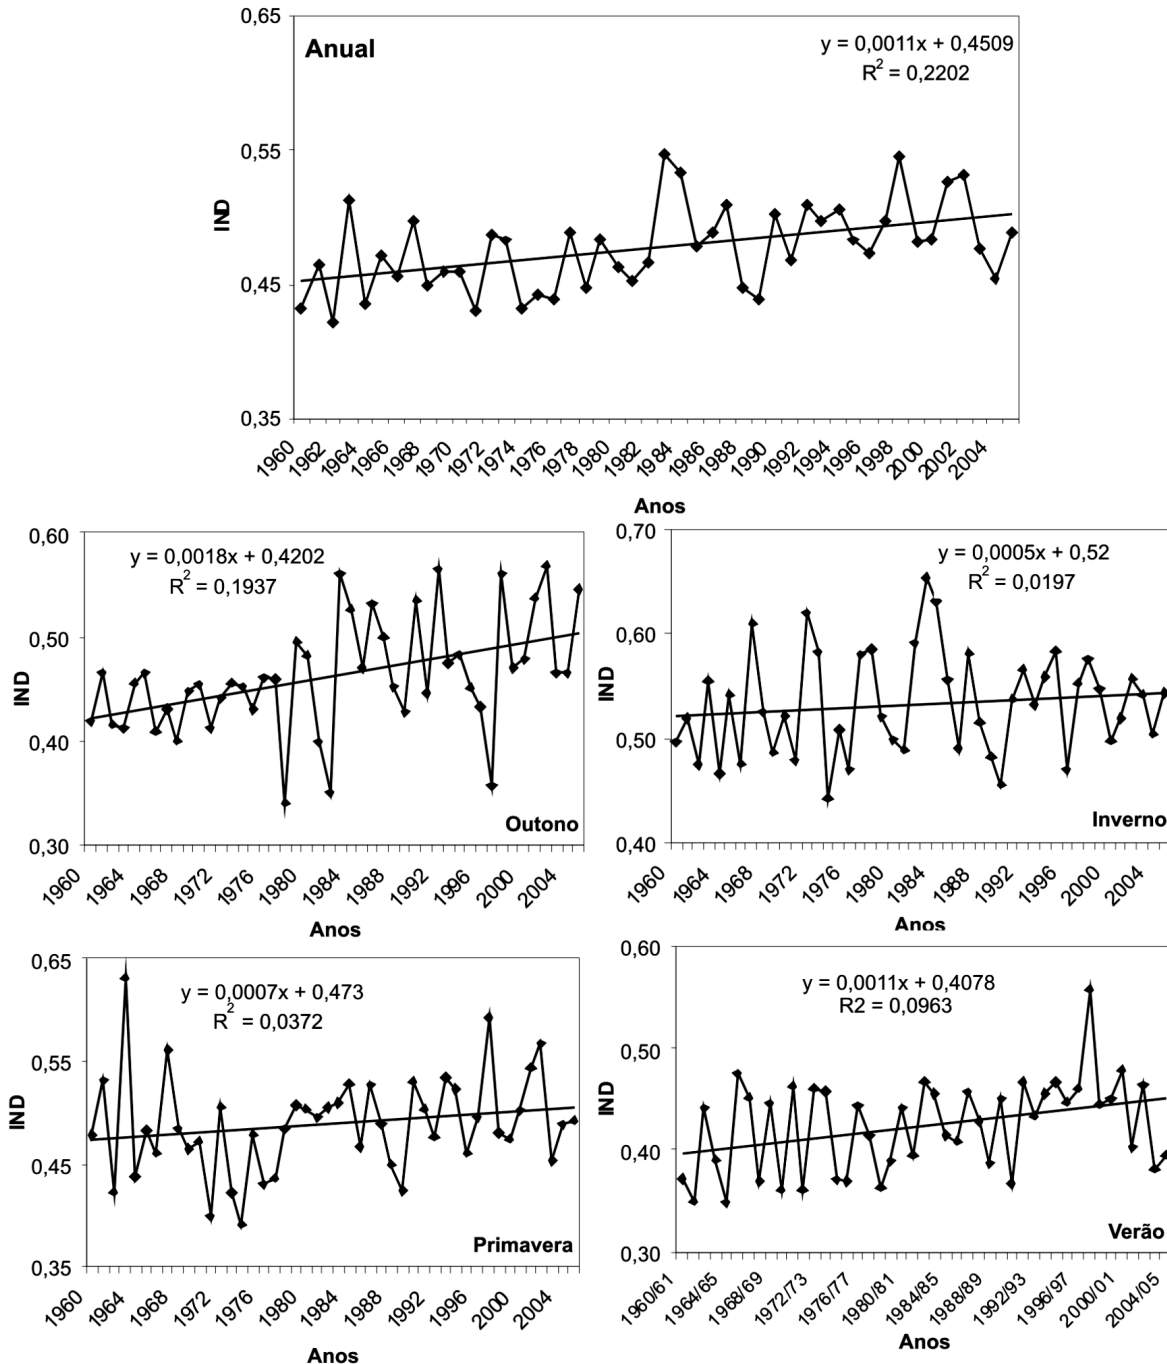 Anual
y = 0,0011x + 0,4509
R² = 0,2202
0,65
0,55
0,45
0,35
IND
1960 1962 1964 1966 1968 1970 1972 1974 1976 1978 1980 1982 1984 1986 1988 1990 1992 1994 1996 1998 2000 2002 2004
Anos
y = 0,0018x + 0,4202
R² = 0,1937
0,60
0,50
0,40
0,30
IND
Outono
1960 1964 1968 1972 1976 1980 1984 1988 1992 1996 2000 2004
Anos
y = 0,0005x + 0,52
R² = 0,0197
0,70
0,60
0,50
0,40
IND
Inverno
1960 1964 1968 1972 1976 1980 1984 1988 1992 1996 2000 2004
Anos
y = 0,0007x + 0,473
R² = 0,0372
0,65
0,55
0,45
0,35
IND
Primavera
1960 1964 1968 1972 1976 1980 1984 1988 1992 1996 2000 2004
Anos
y = 0,0011x + 0,4078
R2 = 0,0963
0,60
0,50
0,40
0,30
IND
Verão
1960/61 1964/65 1968/69 1972/73 1976/77 1980/81 1984/85 1988/89 1992/93 1996/97 2000/01 2004/05
Anos